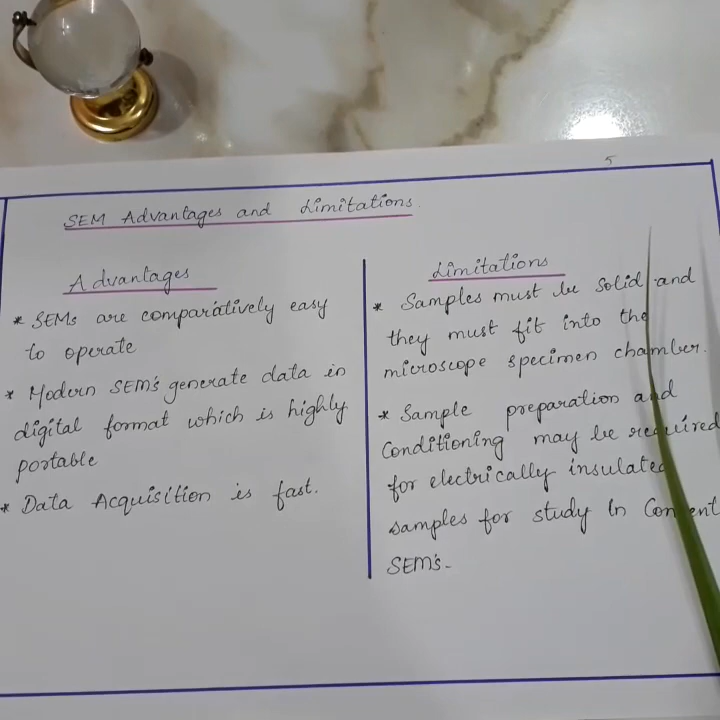 5
SEM Advantages and Limitations.
Advantages
* SEMs are comparatively easy
to operate
* Modern SEM's generate data in
digital format which is highly
portable
* Data Acquisition is fast.
Limitations
* Samples must be solid and
they must fit into the
microscope specimen chamber.
* Sample preparation and
Conditioning may be required
for electrically insulated
samples for study In
SEM's-